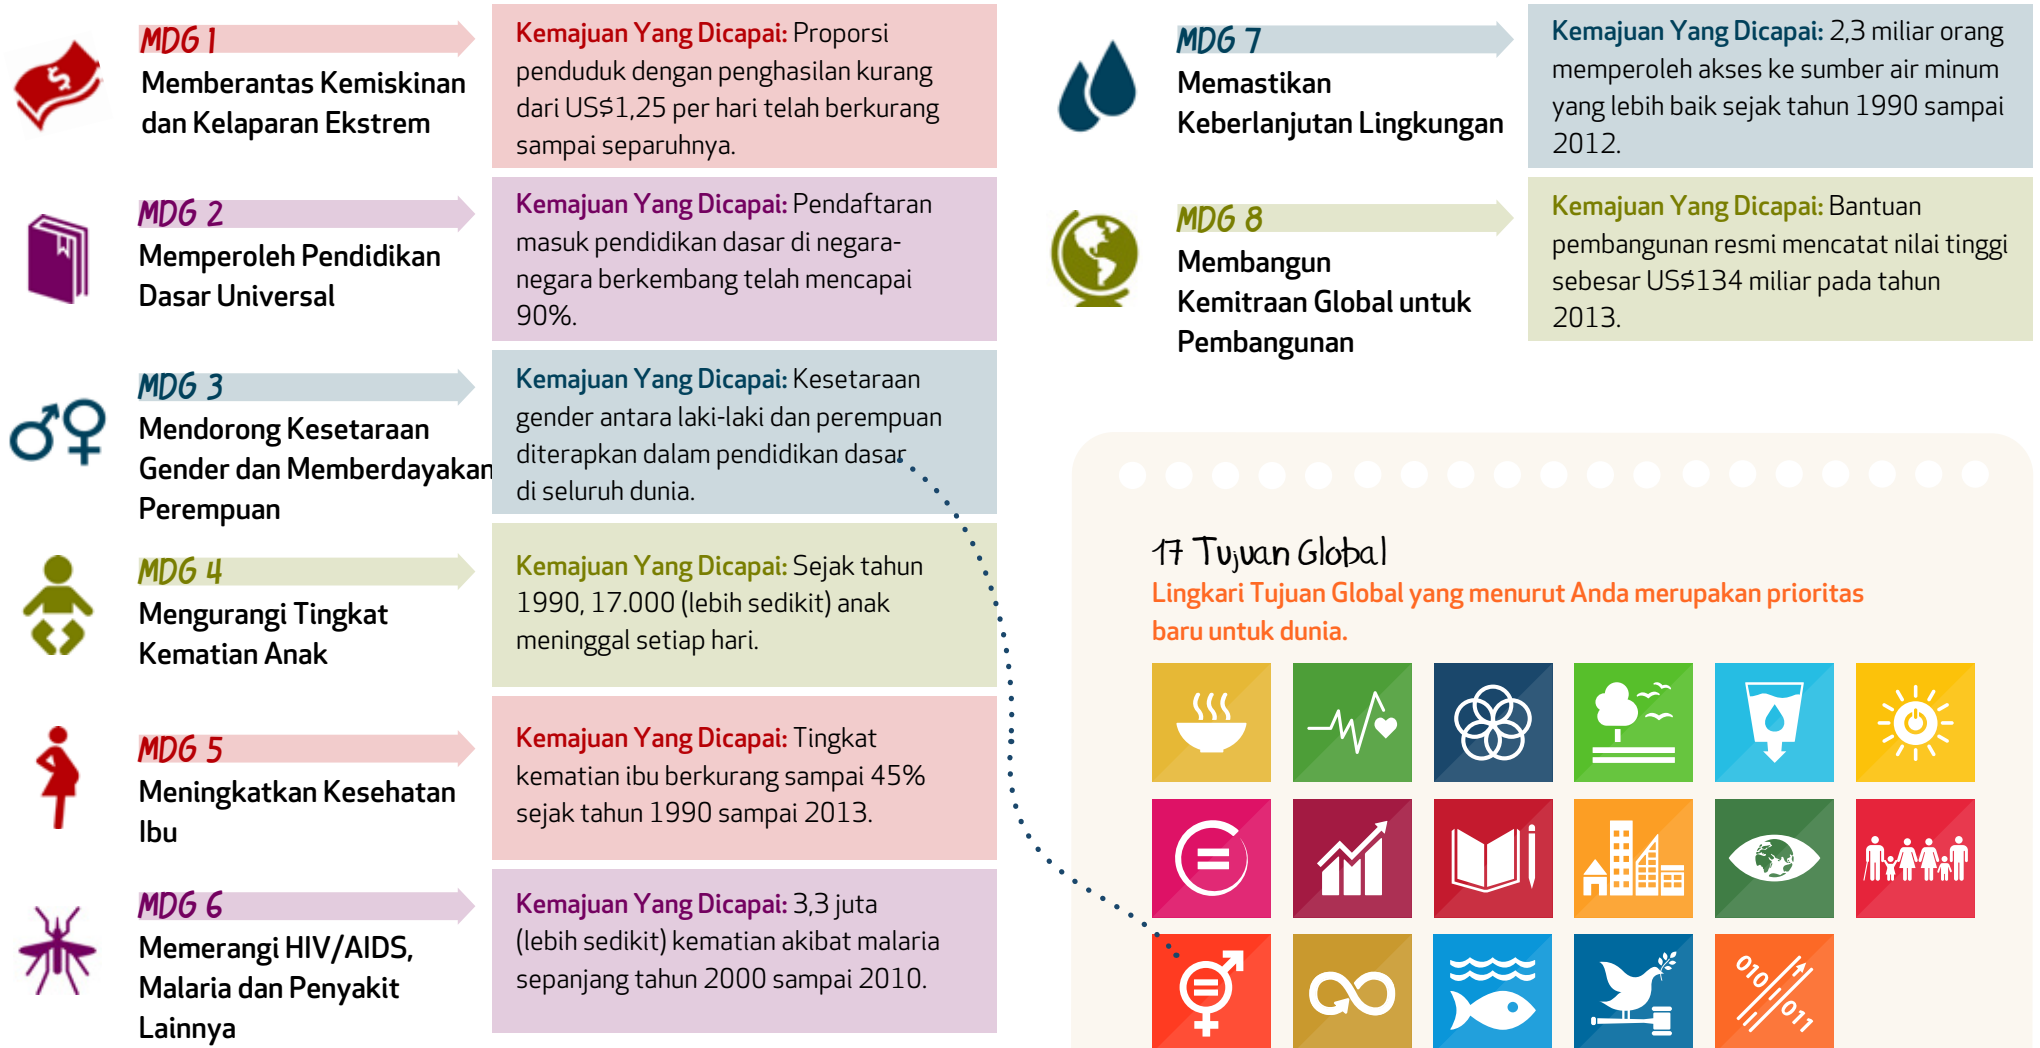 MDG 1
Memberantas Kemiskinan
dan Kelaparan Ekstrem
Kemajuan Yang Dicapai: Proporsi
penduduk dengan penghasilan kurang
dari US$1,25 per hari telah berkurang
sampai separuhnya.
MDG 2
Memperoleh Pendidikan
Dasar Universal
Kemajuan Yang Dicapai: Pendaftaran
masuk pendidikan dasar di negara-
negara berkembang telah mencapai
90%.
MDG 3
Mendorong Kesetaraan
Gender dan Memberdayakan
Perempuan
Kemajuan Yang Dicapai: Kesetaraan
gender antara laki-laki dan perempuan
diterapkan dalam pendidikan dasar
di seluruh dunia.
MDG 4
Mengurangi Tingkat
Kematian Anak
Kemajuan Yang Dicapai: Sejak tahun
1990, 17.000 (lebih sedikit) anak
meninggal setiap hari.
MDG 5
Meningkatkan Kesehatan
Ibu
Kemajuan Yang Dicapai: Tingkat
kematian ibu berkurang sampai 45%
sejak tahun 1990 sampai 2013.
MDG 6
Memerangi HIV/AIDS,
Malaria dan Penyakit
Lainnya
Kemajuan Yang Dicapai: 3,3 juta
(lebih sedikit) kematian akibat malaria
sepanjang tahun 2000 sampai 2010.
MDG 7
Memastikan
Keberlanjutan Lingkungan
Kemajuan Yang Dicapai: 2,3 miliar orang
memperoleh akses ke sumber air minum
yang lebih baik sejak tahun 1990 sampai
2012.
MDG 8
Membangun
Kemitraan Global untuk
Pembangunan
Kemajuan Yang Dicapai: Bantuan
pembangunan resmi mencatat nilai tinggi
sebesar US$134 miliar pada tahun
2013.
17 Tujuan Global
Lingkari Tujuan Global yang menurut Anda merupakan prioritas
baru untuk dunia.
010
011